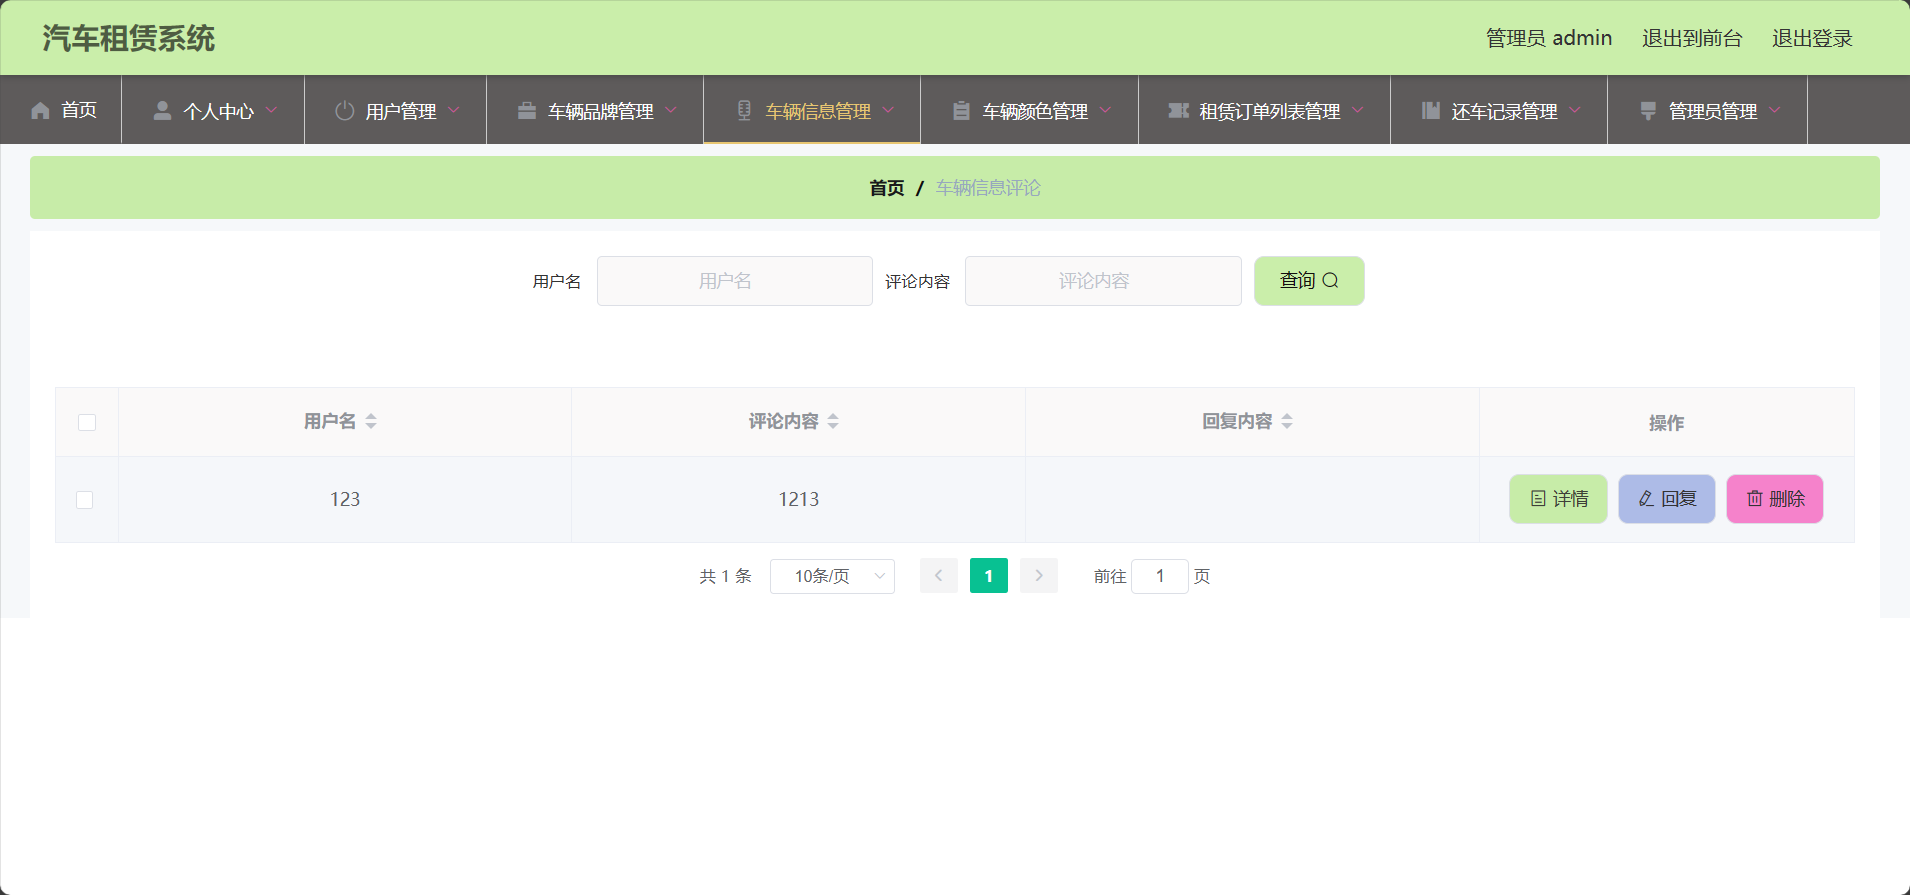 汽车租赁系统
管理员 admin 退出到前台 退出登录
首页 个人中心 用户管理 车辆品牌管理 车辆信息管理 车辆颜色管理 租赁订单列表管理 还车记录管理 管理员管理
首页 / 车辆信息评论
用户名 用户名 评论内容 评论内容 查询
用户名 评论内容 回复内容 操作
123 1213 详情 回复 删除
共 1 条 10条/页 1 前往 1 页